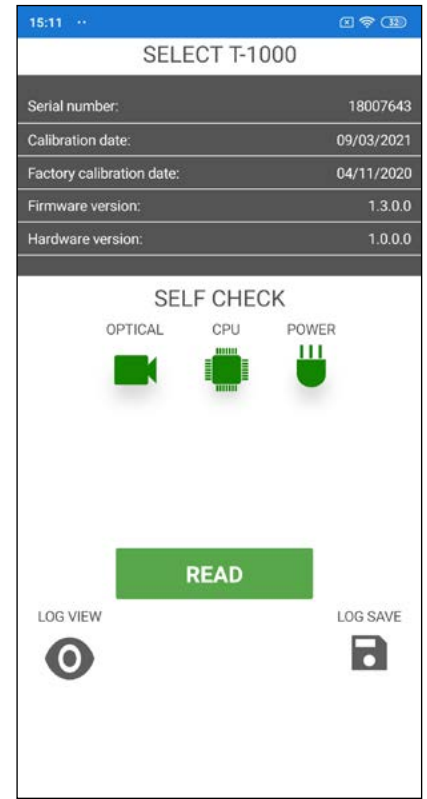 15:11 ·· 32
SELECT T-1000
Serial number: 18007643
Calibration date: 09/03/2021
Factory calibration date: 04/11/2020
Firmware version: 1.3.0.0
Hardware version: 1.0.0.0
SELF CHECK
OPTICAL CPU POWER
READ
LOG VIEW LOG SAVE